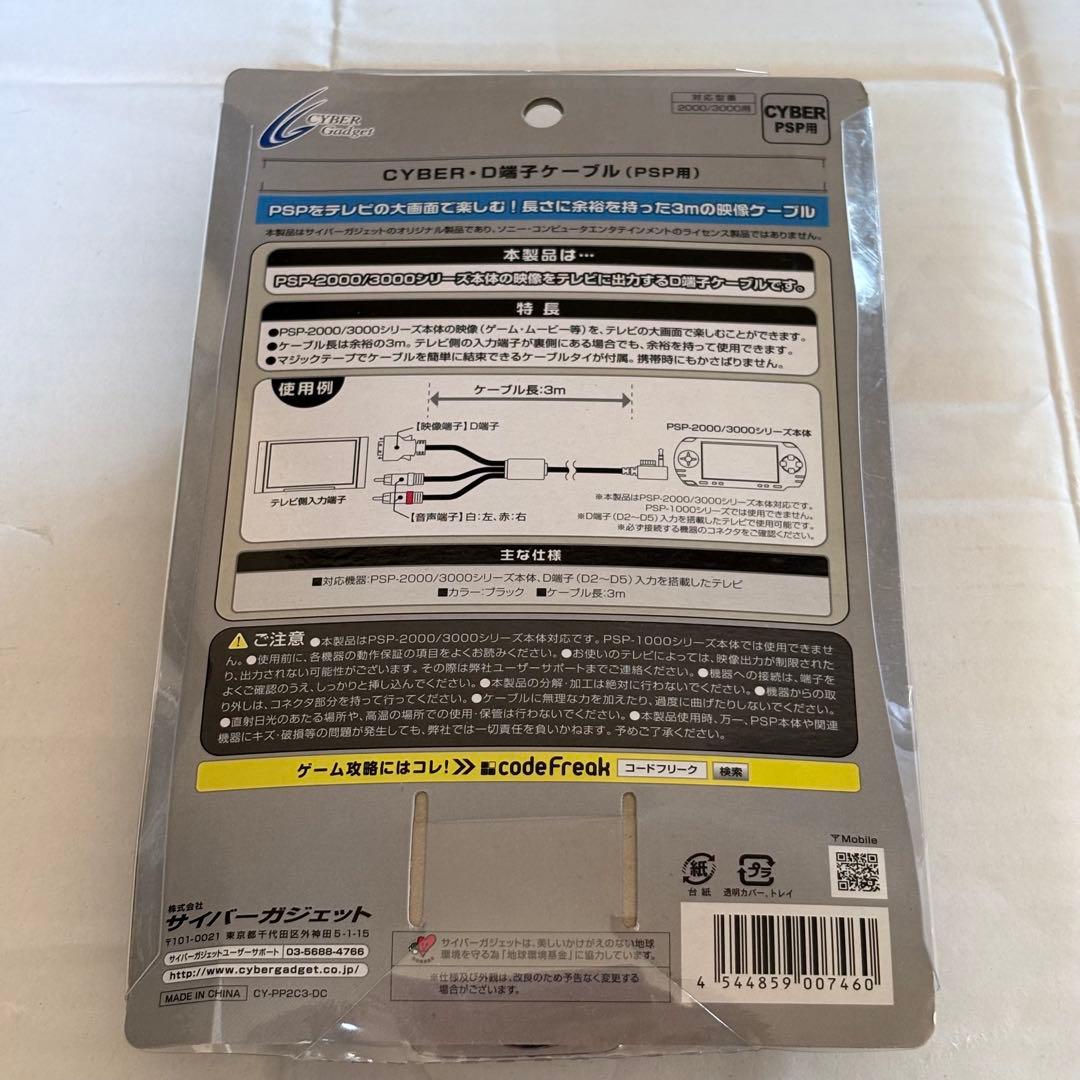 CYBER
Gadget
対応型番
2000/3000用
CYBER
PSP用
CYBER・D端子ケーブル(PSP用)
PSPをテレビの大画面で楽しむ!長さに余裕を持った3mの映像ケーブル
本製品はサイバーガジェットのオリジナル製品であり、ソニー・コンピュータエンタテインメントのライセンス製品ではありません。
本製品は…
PSP-2000/3000シリーズ本体の映像をテレビに出力するD端子ケーブルです。
特長
●PSP-2000/3000シリーズ本体の映像(ゲーム・ムービー等)を、テレビの大画面で楽しむことができます。
●ケーブル長は余裕の3m。テレビ側の入力端子が裏側にある場合でも、余裕を持って使用できます。
●マジックテープでケーブルを簡単に結束できるケーブルタイが付属。携帯時にもかさばりません。
使用例
ケーブル長:3m
【映像端子】D端子
PSP-2000/3000シリーズ本体
テレビ側入力端子
【音声端子】白:左、赤:右
※本製品はPSP-2000/3000シリーズ本体対応です。
PSP-1000シリーズでは使用できません。
※D端子(D2〜D5)入力を搭載したテレビで使用可能です。
※必ず接続する機器のコネクタをご確認ください。
主な仕様
■対応機器:PSP-2000/3000シリーズ本体、D端子(D2〜D5)入力を搭載したテレビ
■カラー:ブラック ■ケーブル長:3m
ご注意 ●本製品はPSP-2000/3000シリーズ本体対応です。PSP-1000シリーズ本体では使用できませ
ん。●使用前に、各機器の動作保証の項目をよくお読みください。●お使いのテレビによっては、映像出力が制限された
り、出力されない可能性がございます。その際は弊社ユーザーサポートまでご連絡ください。●機器への接続は、端子を
よくご確認のうえ、しっかりと挿し込んでください。●本製品の分解・加工は絶対に行わないでください。●機器からの取
り外しは、コネクタ部分を持って行ってください。●ケーブルに無理な力を加えたり、過度に曲げたりしないでください。
●直射日光のあたる場所や、高温の場所での使用・保管は行わないでください。●本製品使用時、万一、PSP本体や関連
機器にキズ・破損等の問題が発生しても、弊社では一切責任を負いかねます。予めご了承ください。
ゲーム攻略にはコレ! codeFreak コードフリーク 検索
Mobile
紙
台紙
プラ
透明カバー、トレイ
株式会社
サイバーガジェット
〒101-0021 東京都千代田区外神田5-1-15
サイバーガジェットユーザーサポート 03-5688-4766
http://www.cybergadget.co.jp/
MADE IN CHINA CY-PP2C3-DC
サイバーガジェットは、美しいかけがえのない地球
環境を守る為「地球環境基金」に協力しています。
※仕様及び外観は、改良のため予告なく変更する
場合がございます。
4 544859 007460